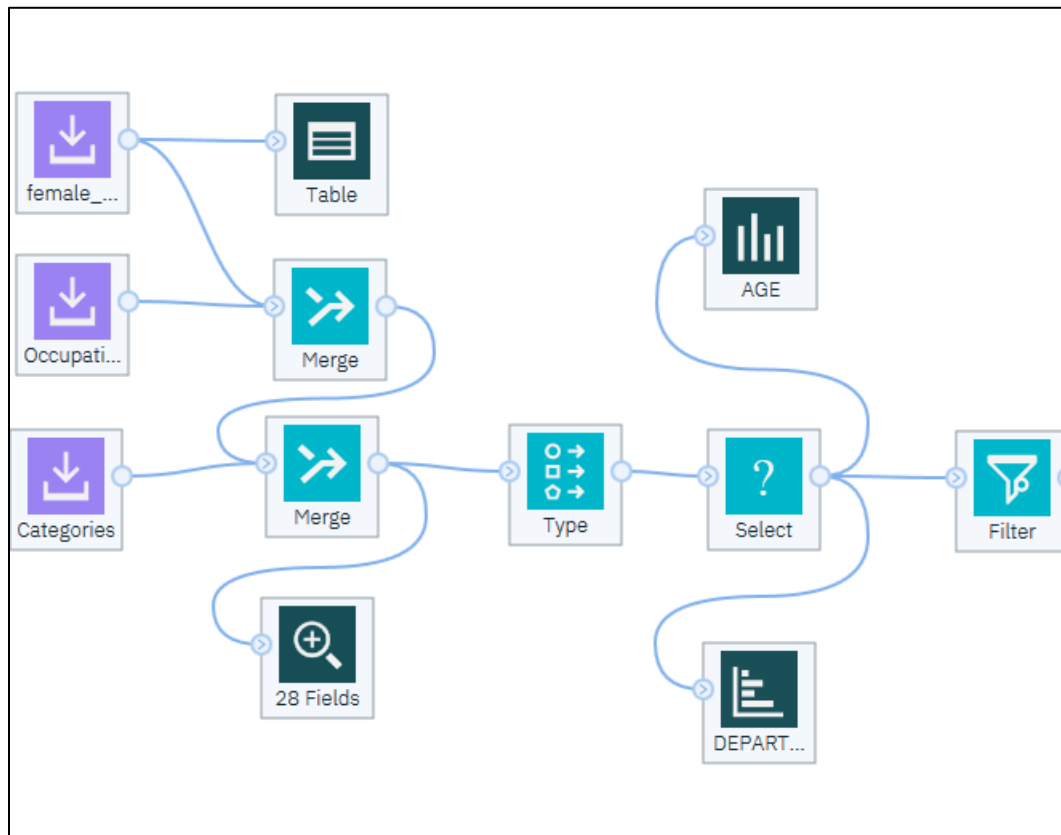 female_...
Table
Occupati...
Merge
AGE
Categories
Merge
Type
Select
Filter
28 Fields
DEPART...